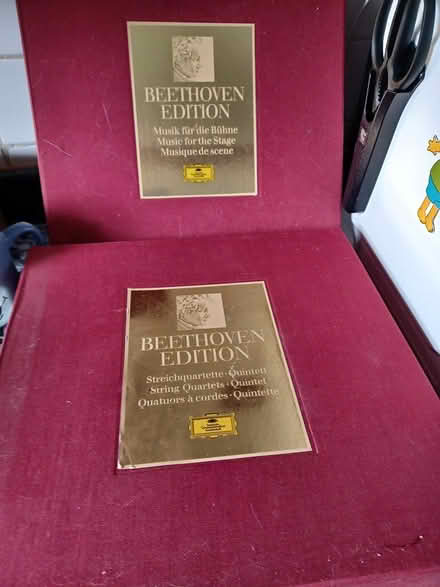 BEETHOVEN
EDITION
Musik für die Bühne
Music for the Stage
Musique de scene
BEETHOVEN
EDITION
Streichquartette · Quintett
String Quartets · Quintet
Quatuors à cordes · Quintette